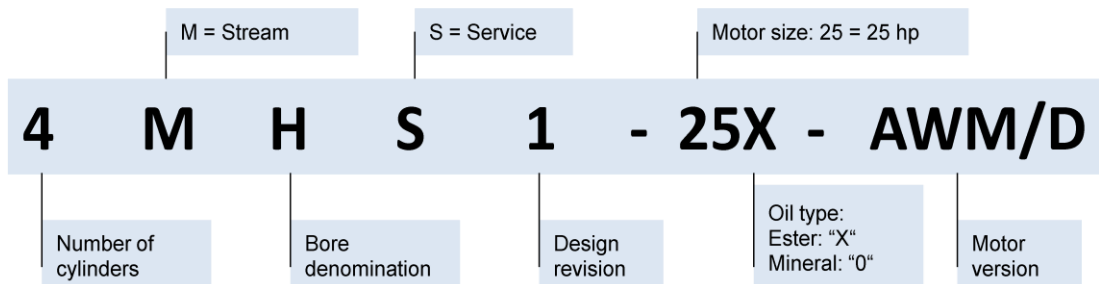 M = Stream
S = Service
Motor size: 25 = 25 hp
4 M H S 1 - 25X - AWM/D
Number of
cylinders
Bore
denomination
Design
revision
Oil type:
Ester: “X“
Mineral: “0“
Motor
version